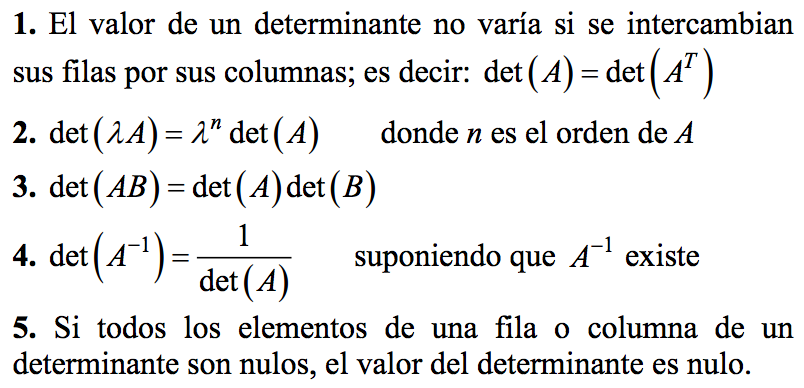 1. El valor de un determinante no varía si se intercambian
sus filas por sus columnas; es decir: det(A) = det(Aᵀ)
2. det(λA) = λⁿ det(A) donde n es el orden de A
3. det(AB) = det(A)det(B)
4. det(A⁻¹) = 1/det(A) suponiendo que A⁻¹ existe
5. Si todos los elementos de una fila o columna de un
determinante son nulos, el valor del determinante es nulo.